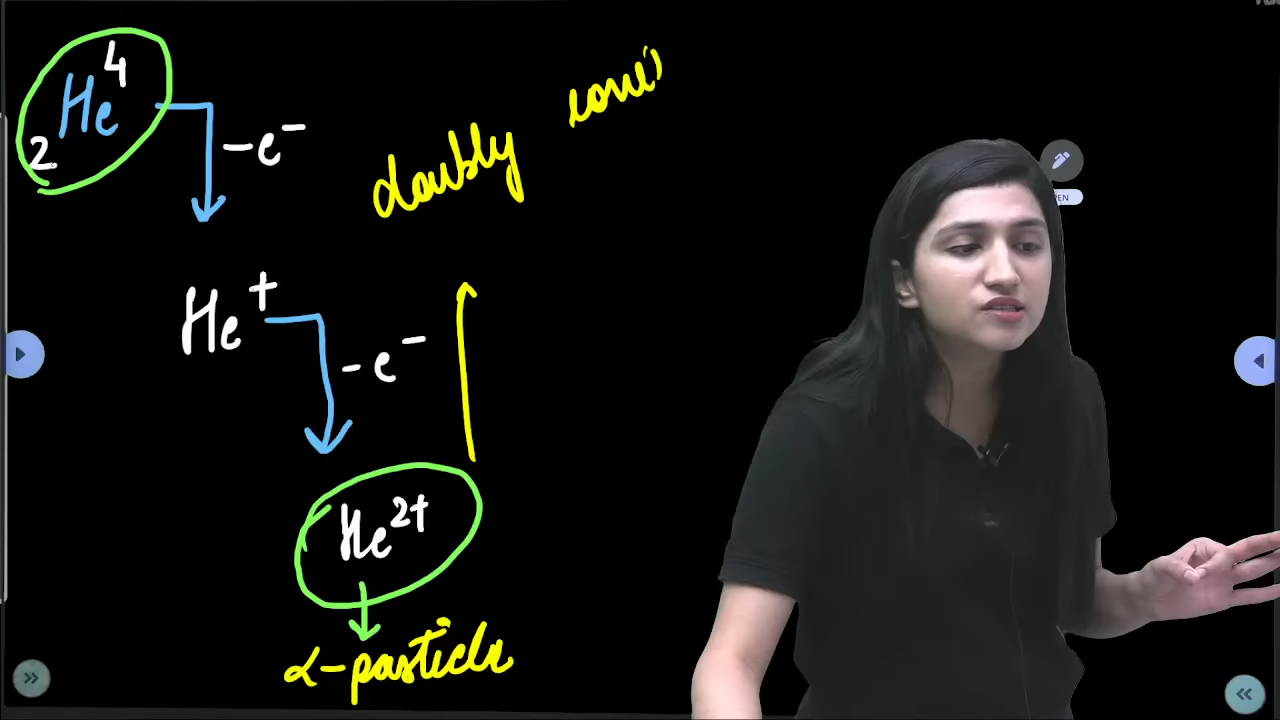 ₂He⁴
−e⁻
doubly
He⁺
-e⁻
He²⁺
α-particle